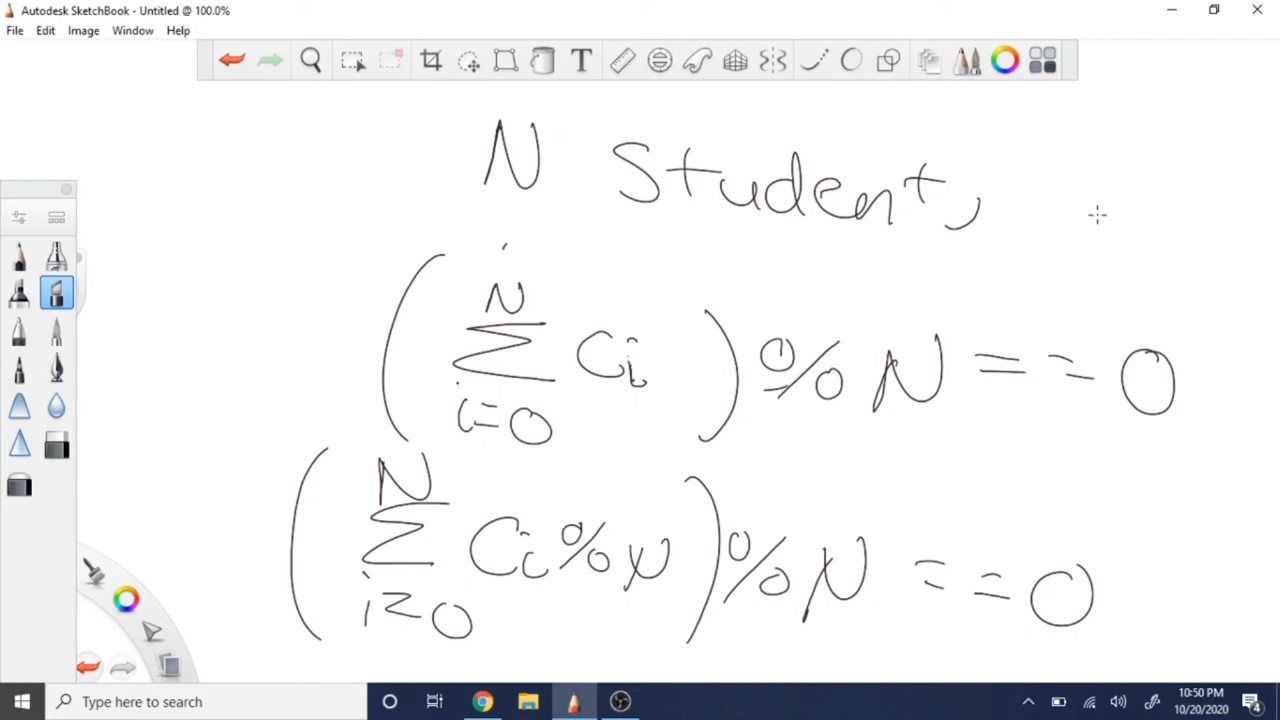 Autodesk SketchBook - Untitled @ 100.0%
File Edit Image Window Help
T
N Student,
N
( Σ Ci ) % N == 0
i=0
N
( Σ Ci % N ) % N == 0
i=0
Type here to search
10:50 PM
10/20/2020
4